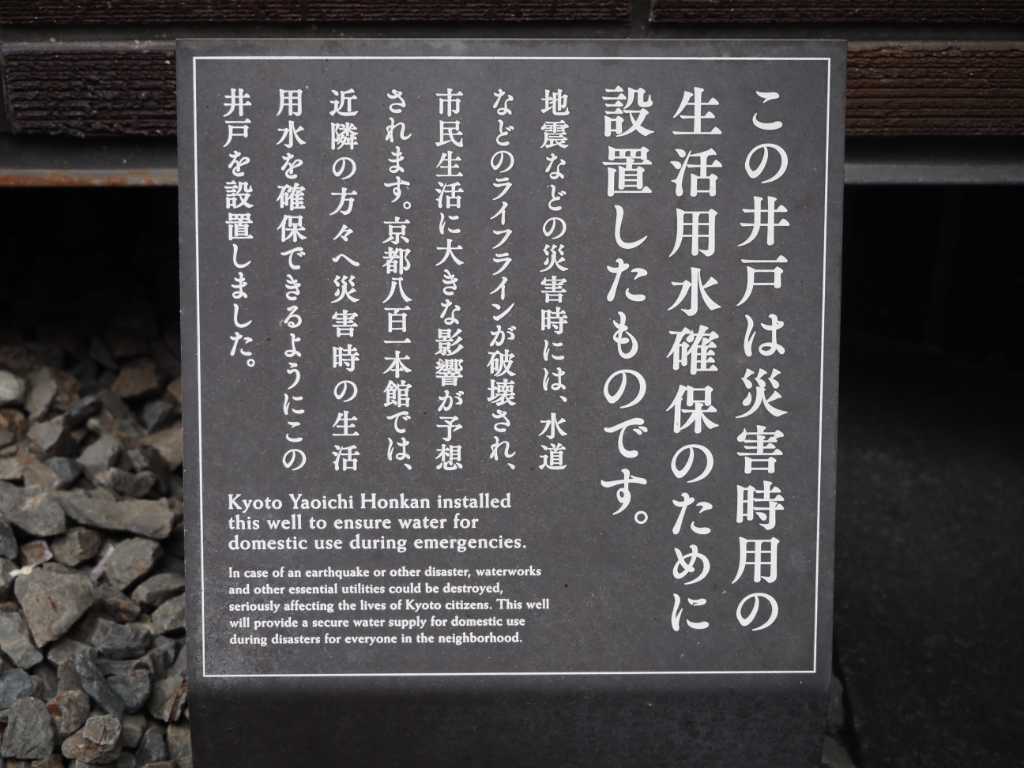 この井戸は災害時用の
生活用水確保のために
設置したものです。
地震などの災害時には、水道
などのライフラインが破壊され、
市民生活に大きな影響が予想
されます。京都八百一本館では、
近隣の方々へ災害時の生活
用水を確保できるようにこの
井戸を設置しました。
Kyoto Yaoichi Honkan installed
this well to ensure water for
domestic use during emergencies.
In case of an earthquake or other disaster, waterworks
and other essential utilities could be destroyed,
seriously affecting the lives of Kyoto citizens. This well
will provide a secure water supply for domestic use
during disasters for everyone in the neighborhood.